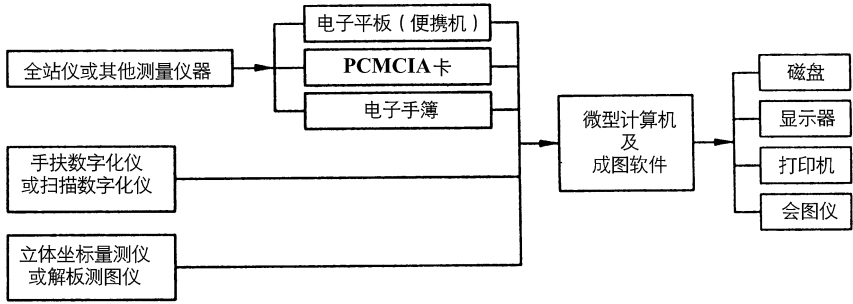 电子平板（便携机）
全站仪或其他测量仪器
PCMCIA卡
电子手簿
手扶数字化仪
或扫描数字化仪
立体坐标量测仪
或解板测图仪
微型计算机
及
成图软件
磁盘
显示器
打印机
会图仪